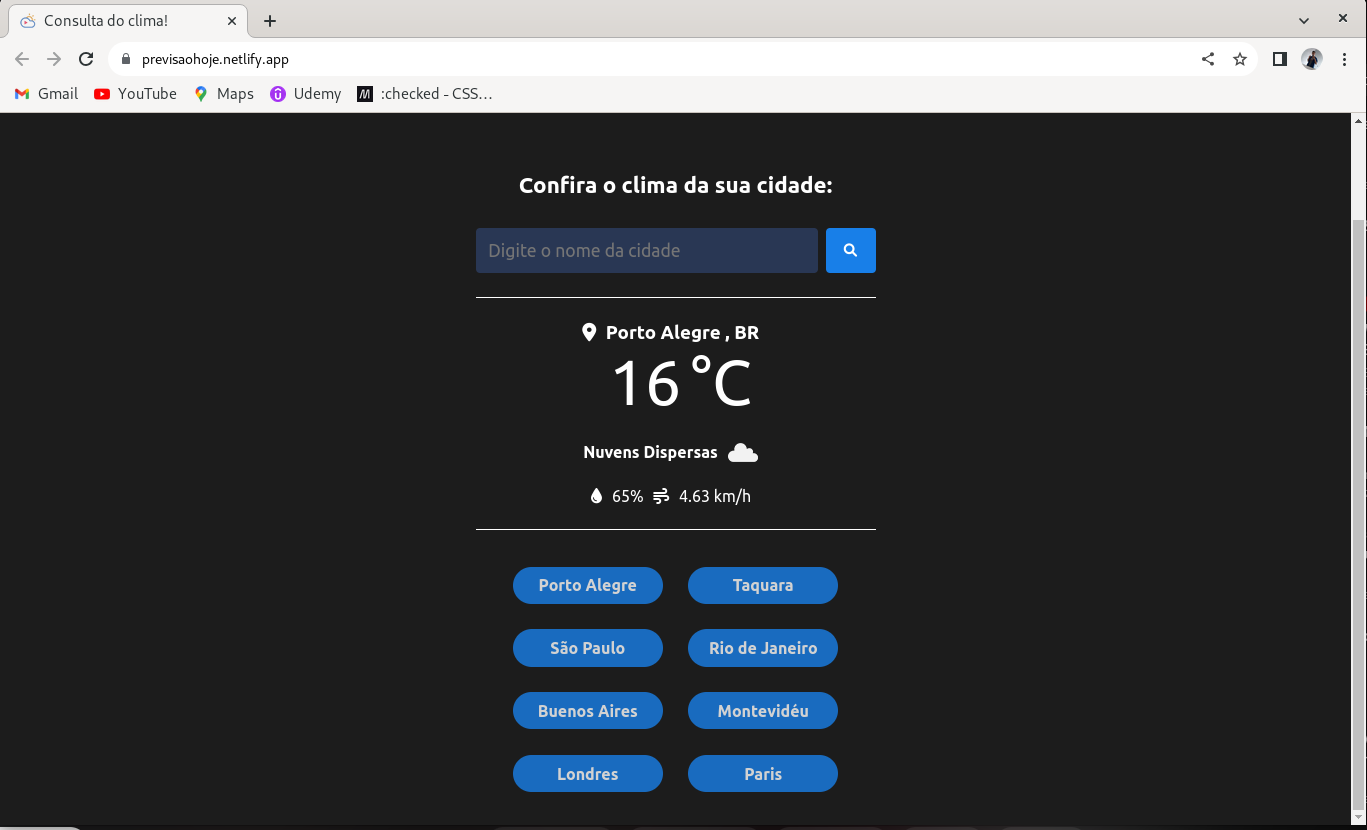 Consulta do clima!
previsaohoje.netlify.app
Gmail YouTube Maps Udemy :checked - CSS...
Confira o clima da sua cidade:
Digite o nome da cidade
Porto Alegre , BR
16 °C
Nuvens Dispersas
65% 4.63 km/h
Porto Alegre Taquara
São Paulo Rio de Janeiro
Buenos Aires Montevidéu
Londres Paris